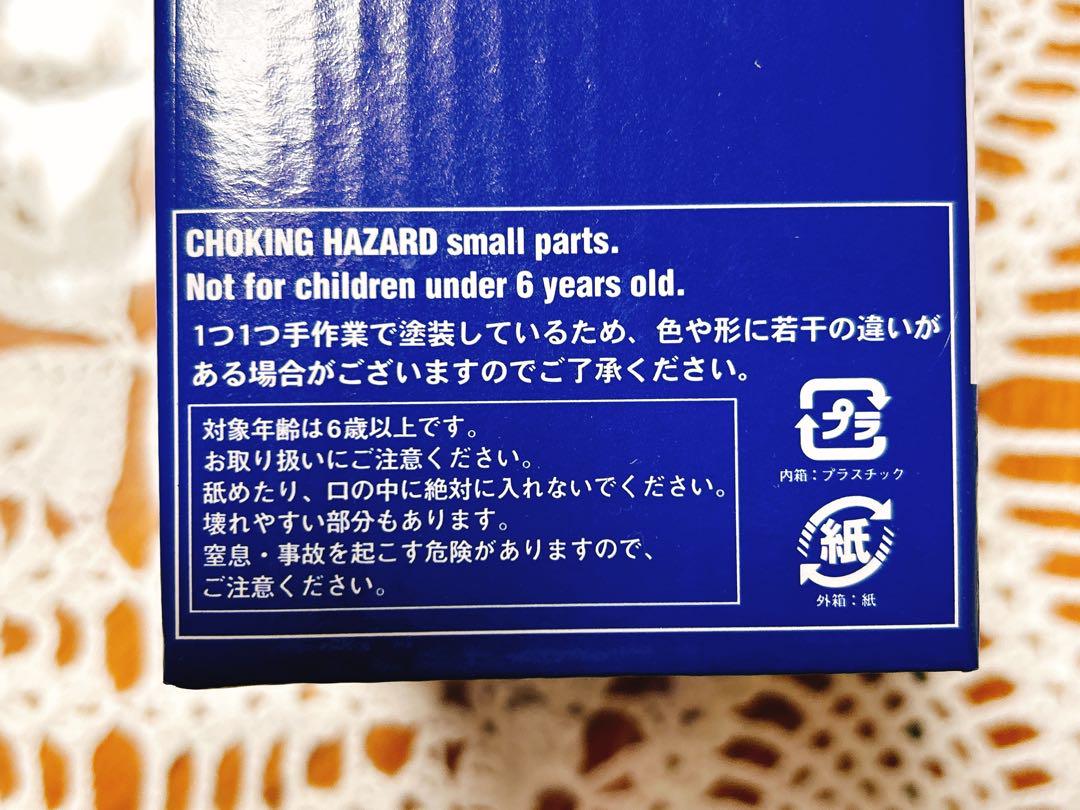 CHOKING HAZARD small parts.
Not for children under 6 years old.
1つ1つ手作業で塗装しているため、色や形に若干の違いが
ある場合がございますのでご了承ください。
対象年齢は6歳以上です。
お取り扱いにご注意ください。
舐めたり、口の中に絶対に入れないでください。
壊れやすい部分もあります。
窒息・事故を起こす危険がありますので、
ご注意ください。
プラ
内箱：プラスチック
紙
外箱：紙